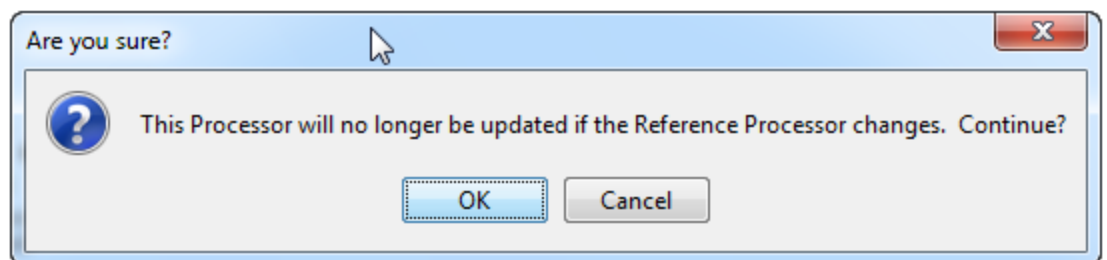 Are you sure?
This Processor will no longer be updated if the Reference Processor changes.  Continue?
OK
Cancel